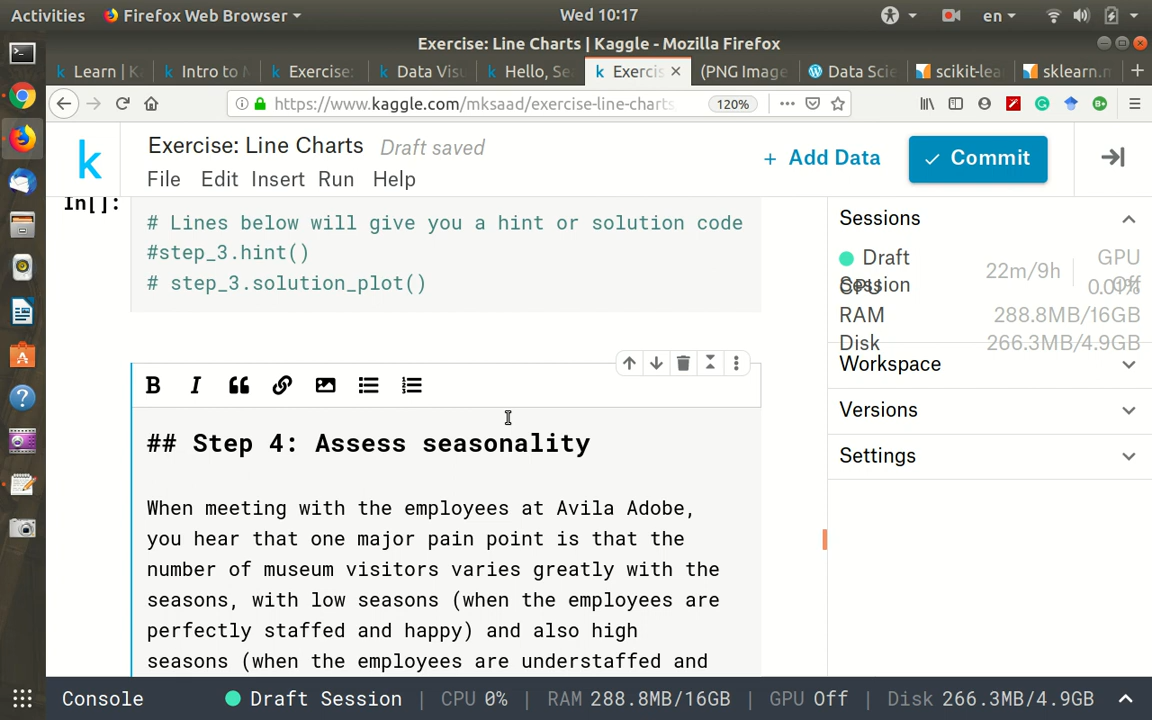 Activities Firefox Web Browser Wed 10:17 en
Exercise: Line Charts | Kaggle - Mozilla Firefox
Learn | K Intro to Exercise: Data Vis Hello, Se Exercis (PNG Image Data Scie scikit-lea sklearn.
https://www.kaggle.com/mksaad/exercise-line-charts 120%
k Exercise: Line Charts Draft saved
+ Add Data Commit
File Edit Insert Run Help
In[]:
# Lines below will give you a hint or solution code
#step_3.hint()
# step_3.solution_plot()
B I
## Step 4: Assess seasonality
When meeting with the employees at Avila Adobe,
you hear that one major pain point is that the
number of museum visitors varies greatly with the
seasons, with low seasons (when the employees are
perfectly staffed and happy) and also high
seasons (when the employees are understaffed and
Sessions
Draft Session 22m/9h GPU Off
CPU 0.01%
RAM 288.8MB/16GB
Disk 266.3MB/4.9GB
Workspace
Versions
Settings
Console Draft Session | CPU 0% | RAM 288.8MB/16GB | GPU Off | Disk 266.3MB/4.9GB